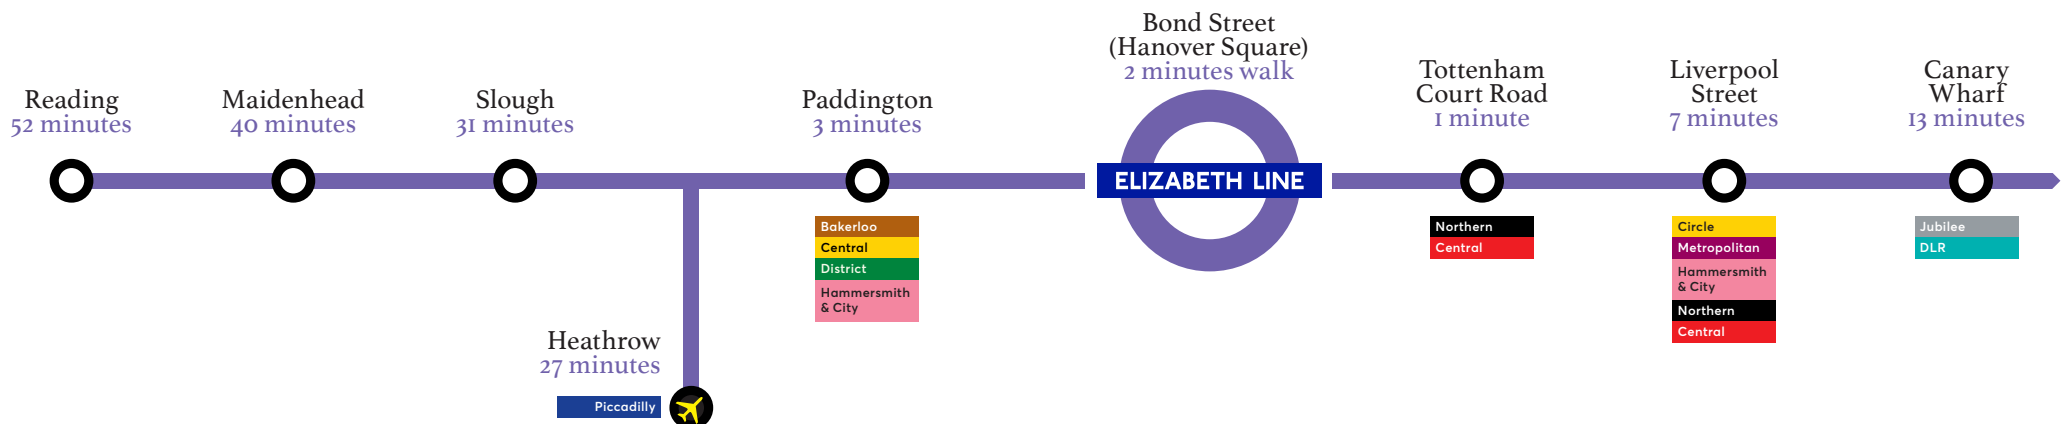 Reading
52 minutes
Maidenhead
40 minutes
Slough
31 minutes
Heathrow
27 minutes
Piccadilly
Paddington
3 minutes
Bakerloo
Central
District
Hammersmith
& City
Bond Street
(Hanover Square)
2 minutes walk
ELIZABETH LINE
Tottenham
Court Road
1 minute
Northern
Central
Liverpool
Street
7 minutes
Circle
Metropolitan
Hammersmith
& City
Northern
Central
Canary
Wharf
13 minutes
Jubilee
DLR